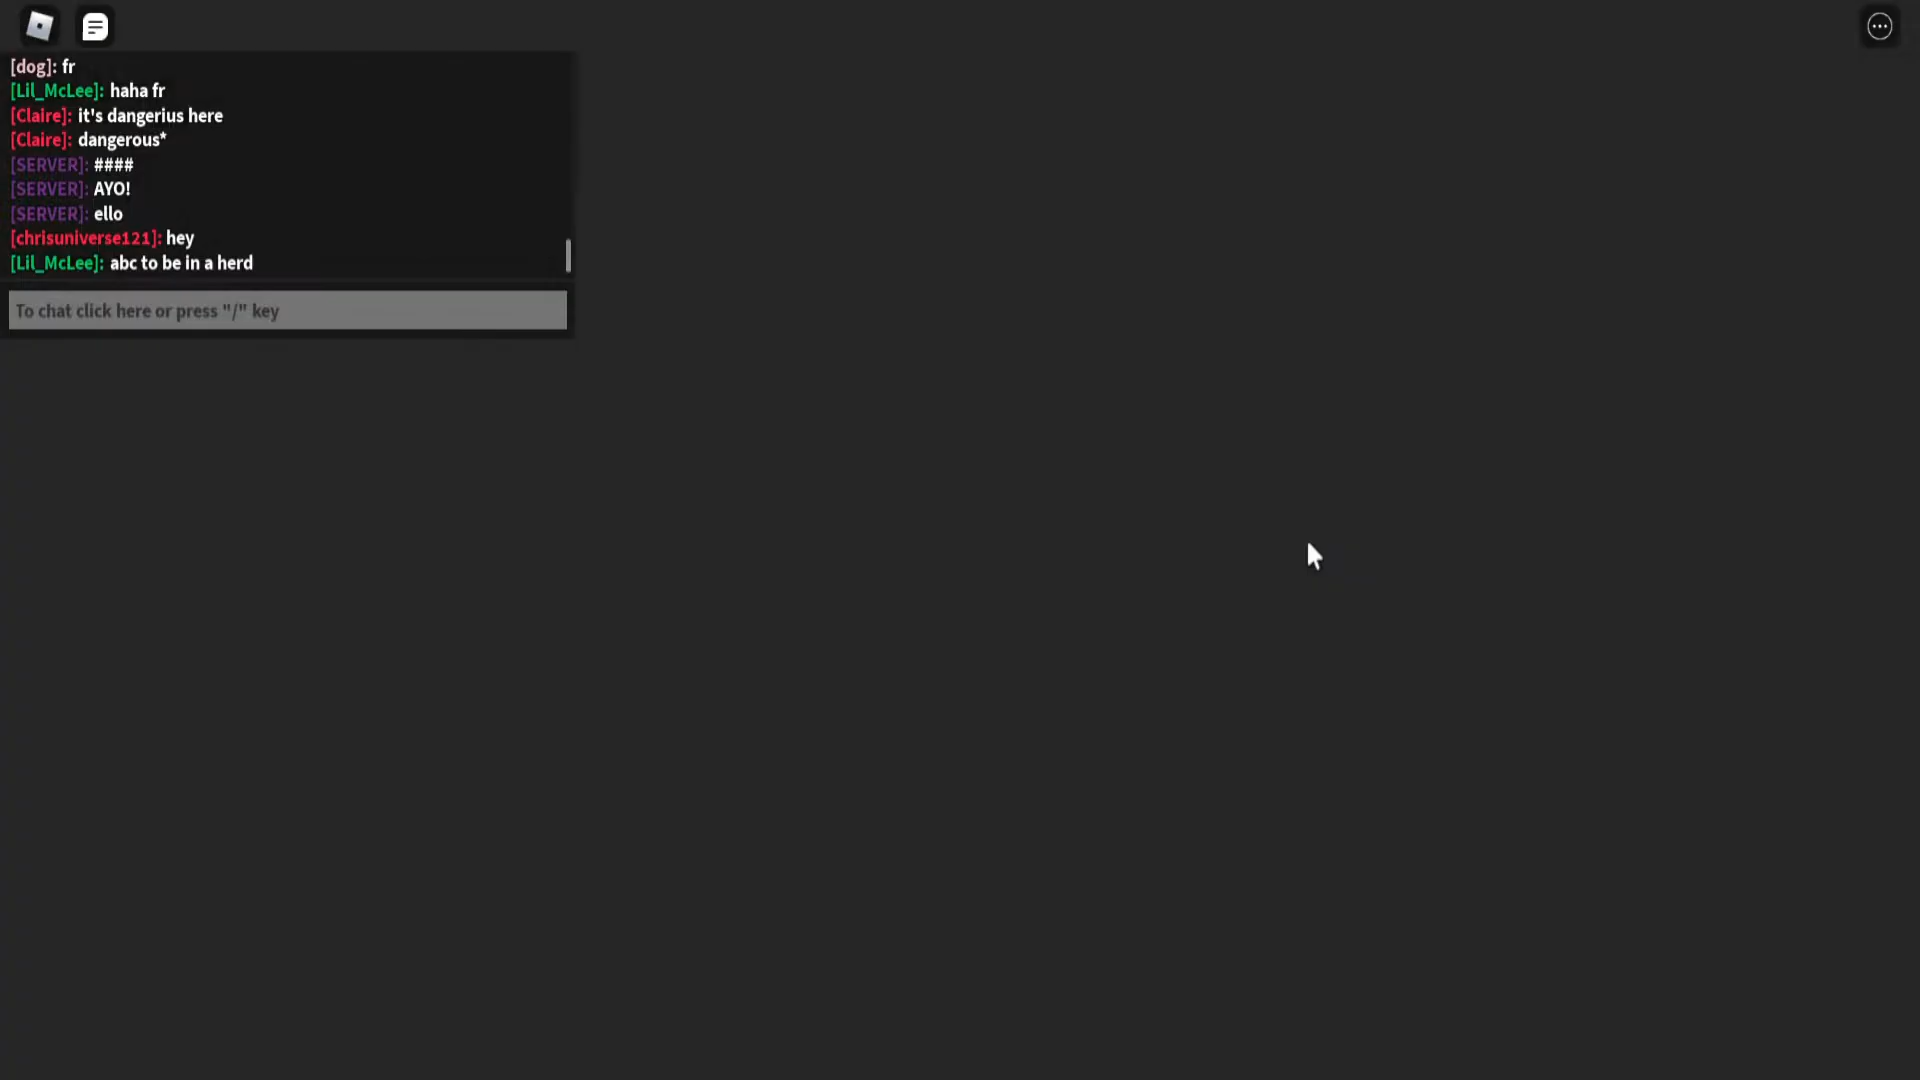 [dog]: fr
[Lil_McLee]: haha fr
[Claire]: it's dangerius here
[Claire]: dangerous*
[SERVER]: ####
[SERVER]: AYO!
[SERVER]: ello
[chrisuniverse121]: hey
[Lil_McLee]: abc to be in a herd
To chat click here or press "/" key